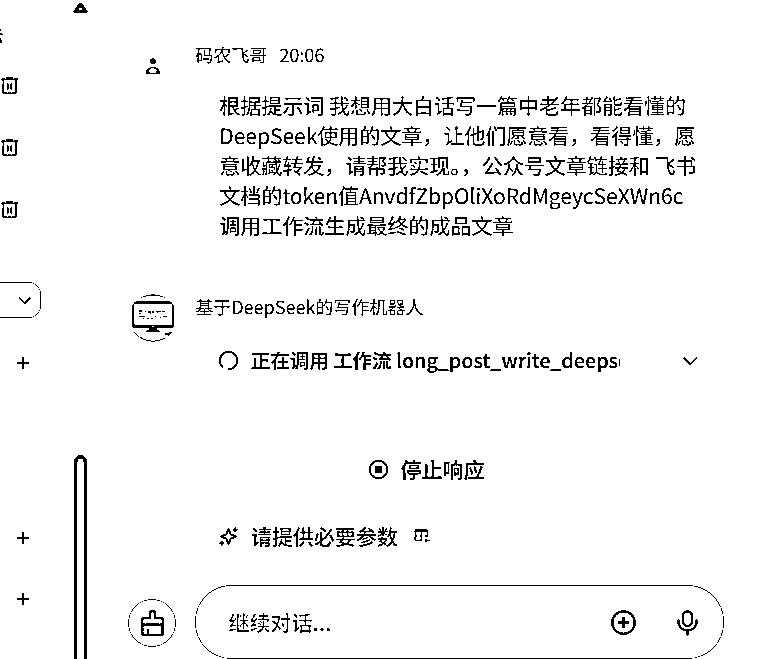 码农飞哥 20:06
根据提示词 我想用大白话写一篇中老年都能看懂的
DeepSeek使用的文章，让他们愿意看，看得懂，愿
意收藏转发，请帮我实现。，公众号文章链接和 飞书
文档的token值AnvdfZbpOliXoRdMgeycSeXWn6c
调用工作流生成最终的成品文章
基于DeepSeek的写作机器人
正在调用 工作流 long_post_write_deeps
停止响应
请提供必要参数
继续对话...